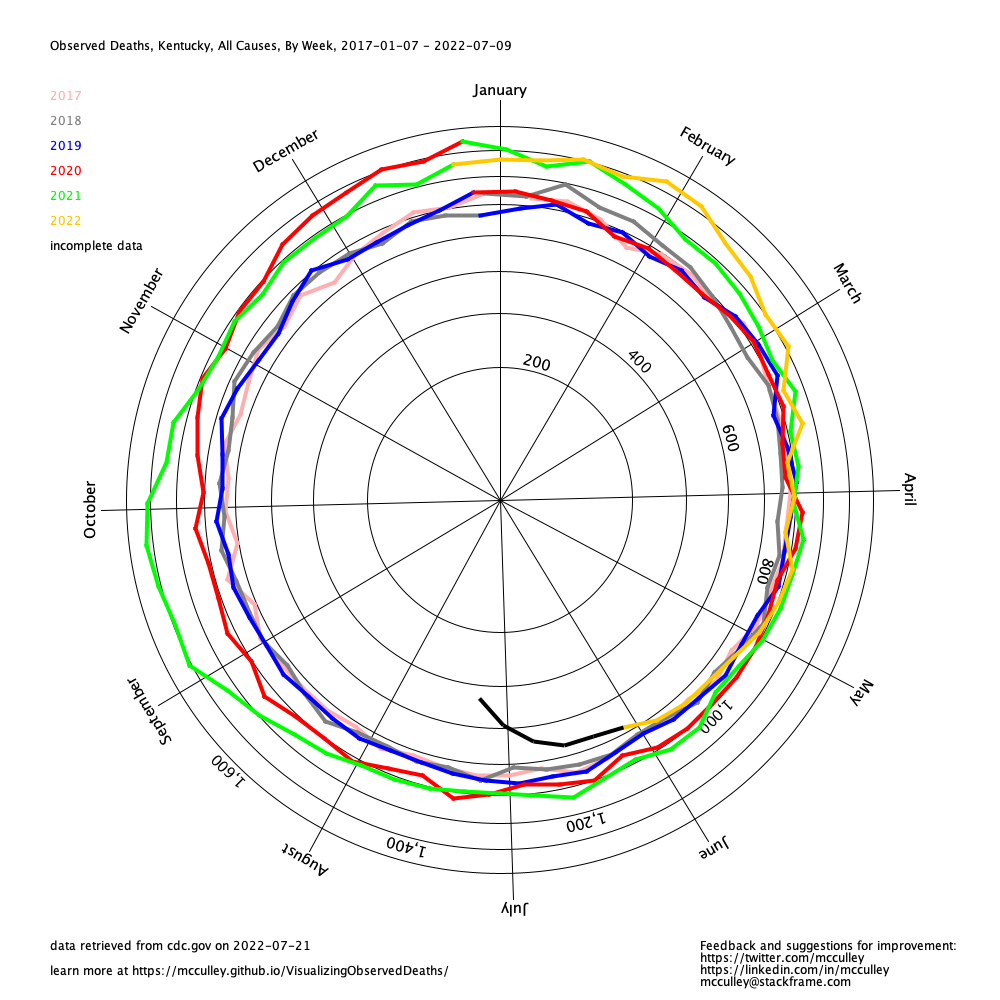 Observed Deaths, Kentucky, All Causes, By Week, 2017-01-07 - 2022-07-09
2017
2018
2019
2020
2021
2022
incomplete data
January
February
March
April
May
June
July
August
September
October
November
December
200
400
600
800
1,000
1,200
1,400
1,600
data retrieved from cdc.gov on 2022-07-21
learn more at https://mcculley.github.io/VisualizingObservedDeaths/
Feedback and suggestions for improvement:
https://twitter.com/mcculley
https://linkedin.com/in/mcculley
mcculley@stackframe.com